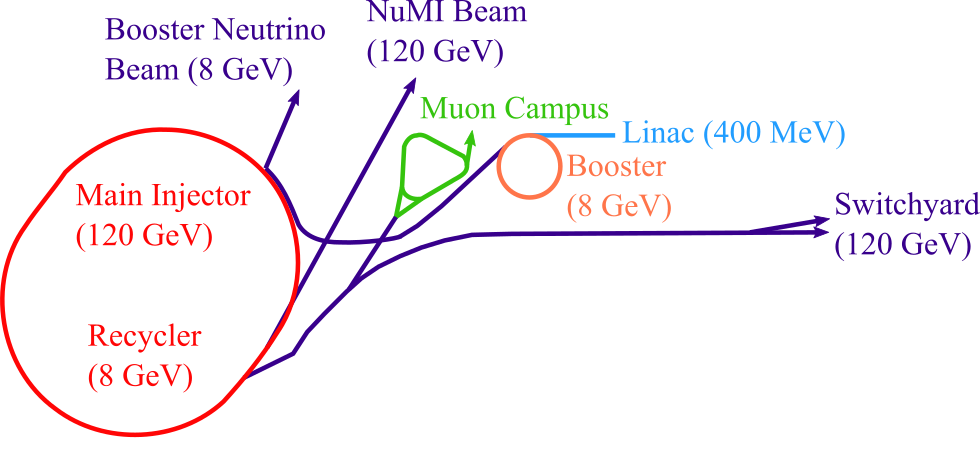 Booster Neutrino
Beam (8 GeV)
NuMI Beam
(120 GeV)
Muon Campus
Linac (400 MeV)
Booster
(8 GeV)
Switchyard
(120 GeV)
Main Injector
(120 GeV)
Recycler
(8 GeV)